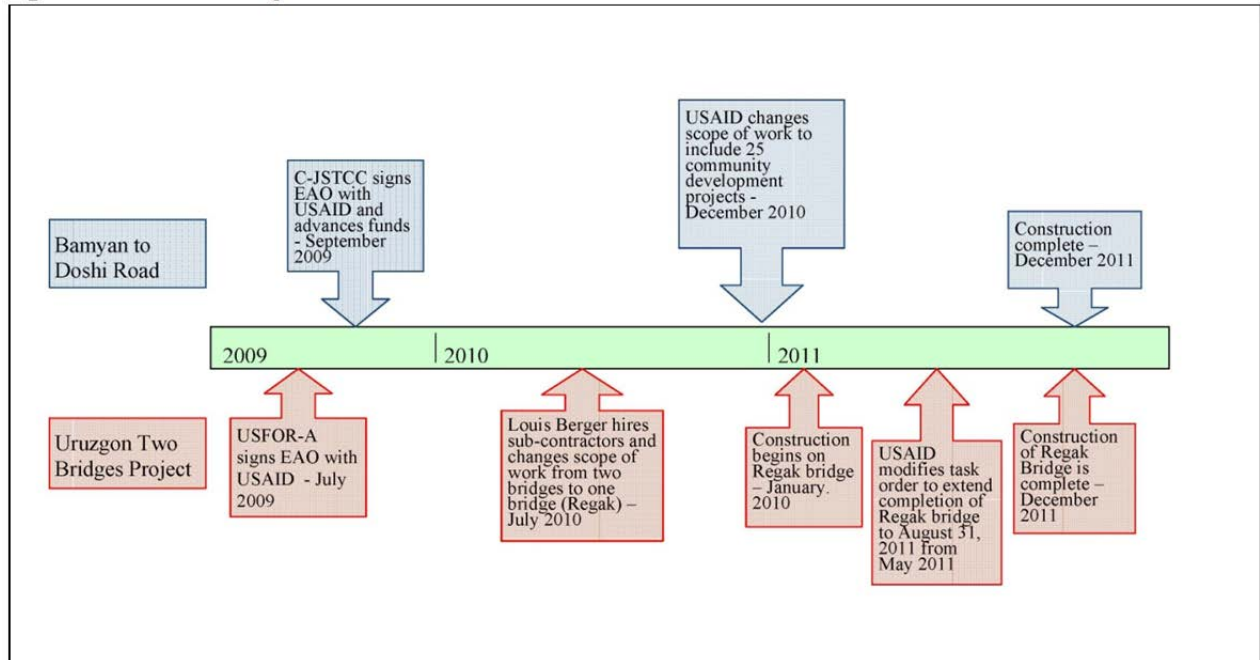 Bamyan to
Doshi Road
C-JSTCC signs
EAO with
USAID and
advances funds
- September
2009
USAID changes
scope of work to
include 25
community
development
projects -
December 2010
Construction
complete –
December 2011
2009
2010
2011
Uruzgon Two
Bridges Project
USFOR-A
signs EAO with
USAID - July
2009
Louis Berger hires
sub-contractors and
changes scope of
work from two
bridges to one
bridge (Regak) –
July 2010
Construction
begins on
Regak bridge
– January.
2010
USAID
modifies task
order to extend
completion of
Regak bridge
to August 31,
2011 from
May 2011
Construction
of Regak
Bridge is
complete –
December
2011